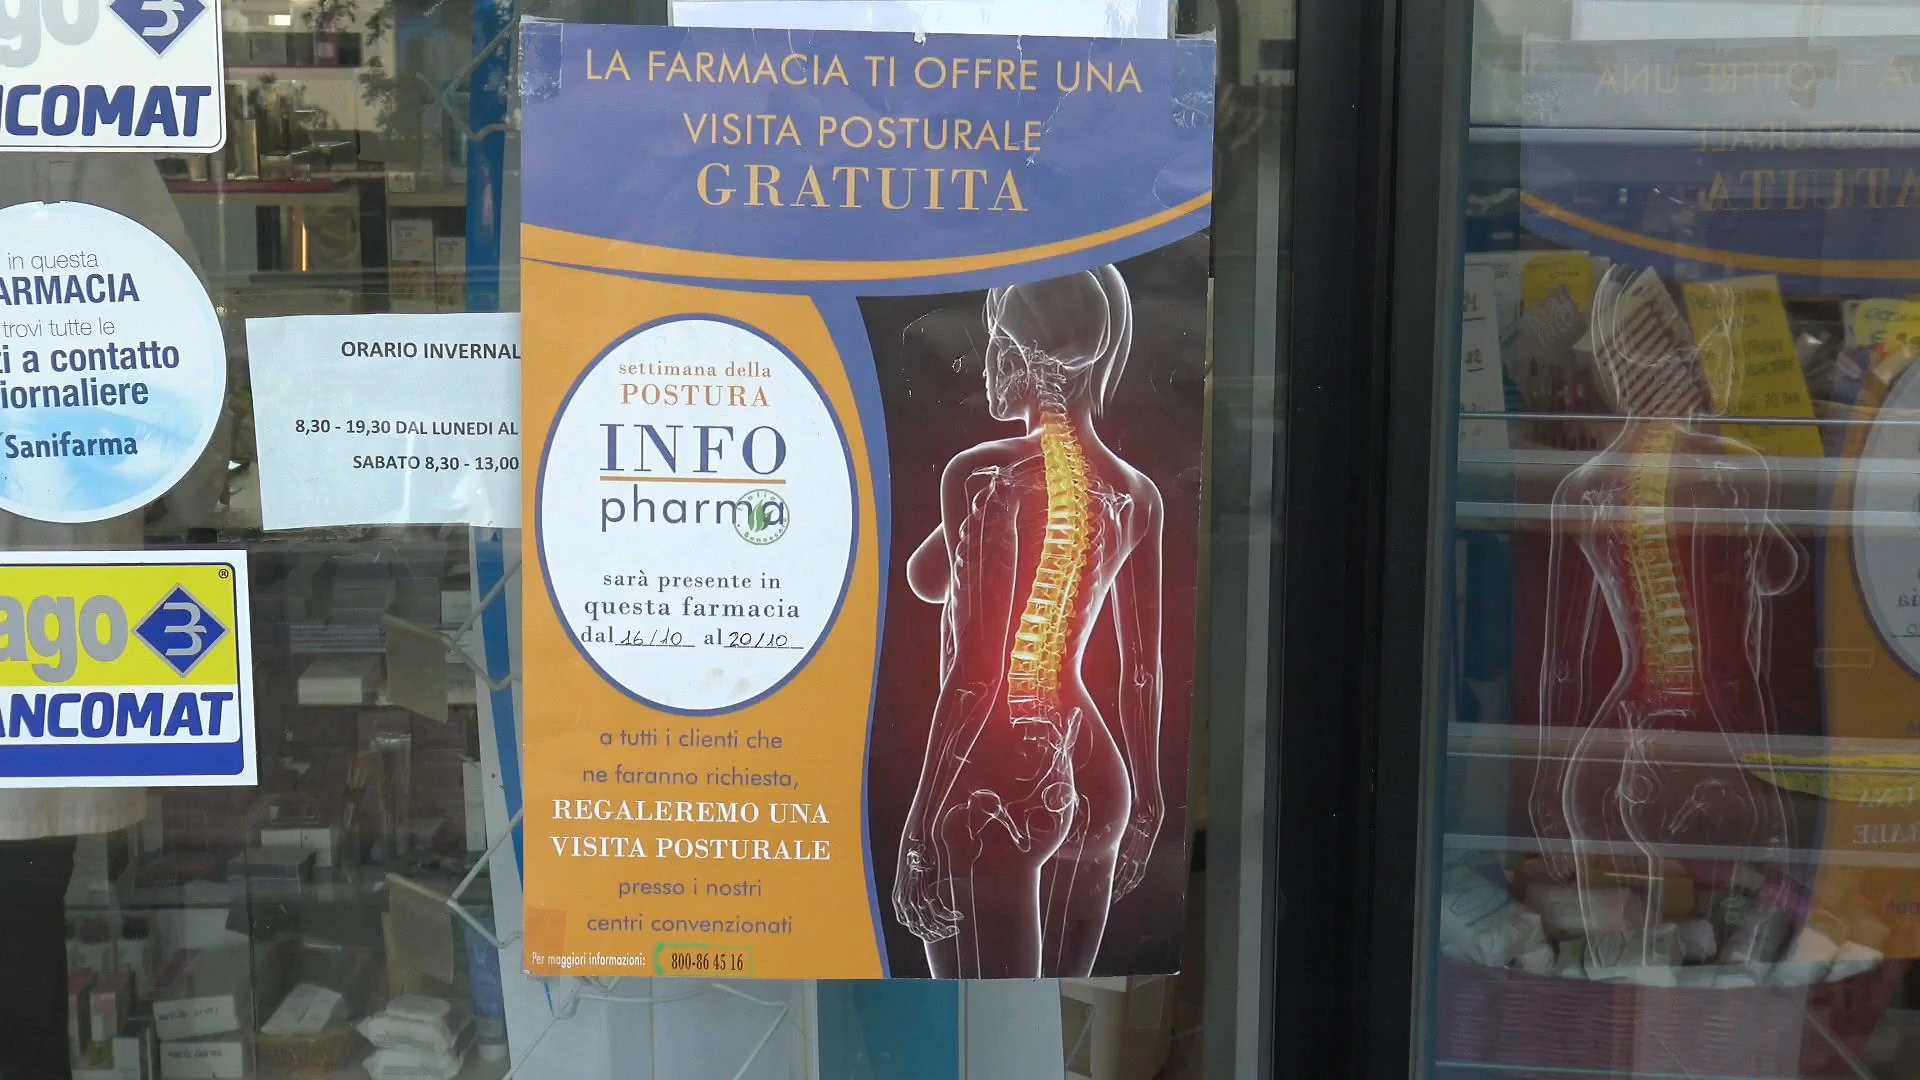 ago
NCOMAT
in questa
ARMACIA
trovi tutte le
ti a contatto
iornaliere
Sanifarma
ago
ANCOMAT
ORARIO INVERNAL
8,30 - 19,30 DAL LUNEDI AL
SABATO 8,30 - 13,00
LA FARMACIA TI OFFRE UNA
VISITA POSTURALE
GRATUITA
settimana della
POSTURA
INFO
pharma
sarà presente in
questa farmacia
dal 16/10 al 20/10
a tutti i clienti che
ne faranno richiesta,
REGALEREMO UNA
VISITA POSTURALE
presso i nostri
centri convenzionati
Per maggiori informazioni: 800-86 45 16